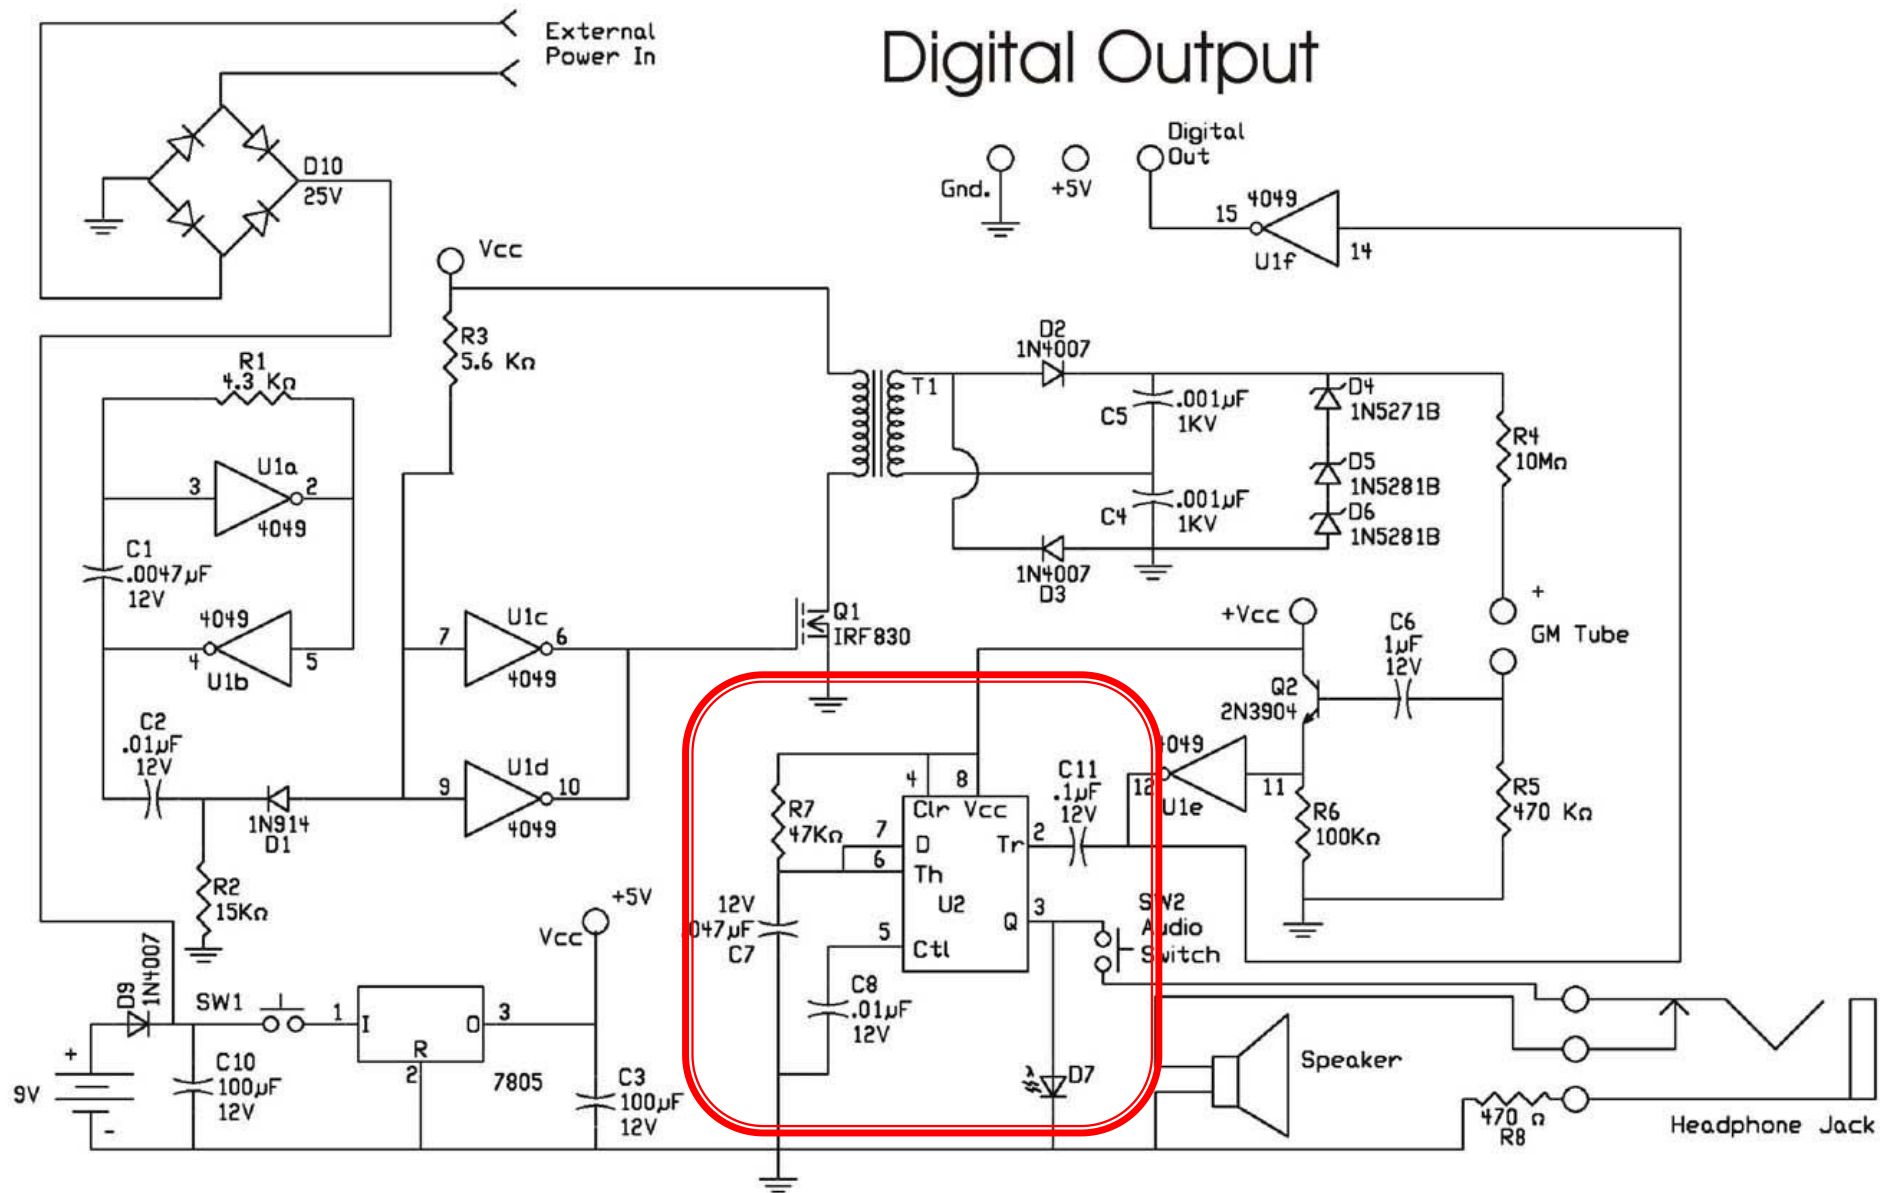 Digital Output
External
Power In
D10
25V
Gnd.
+5V
Digital
Out
4049
15
14
U1f
Vcc
R3
5.6 KΩ
R1
4.3 KΩ
U1a
3
2
4049
C1
.0047µF
12V
4049
4
5
U1b
U1c
7
6
4049
C2
.01µF
12V
1N914
D1
U1d
9
10
4049
R2
15KΩ
T1
D2
1N4007
C5
.001µF
1KV
C4
.001µF
1KV
1N4007
D3
D4
1N5271B
D5
1N5281B
D6
1N5281B
R4
10MΩ
+
GM Tube
Q1
IRF830
+Vcc
C6
1µF
12V
Q2
2N3904
4049
12
11
U1e
R6
100KΩ
R5
470 KΩ
R7
47KΩ
4
8
Clr
Vcc
7
D
6
Th
U2
Tr
2
Q
3
5
Ctl
C11
.1µF
12V
12V
047µF
C7
C8
.01µF
12V
SW2
Audio
Switch
D7
λ
+5V
Vcc
D9
1N4007
SW1
1
I
O
3
R
2
7805
+
9V
-
C10
100µF
12V
C3
100µF
12V
Speaker
470 Ω
R8
Headphone Jack